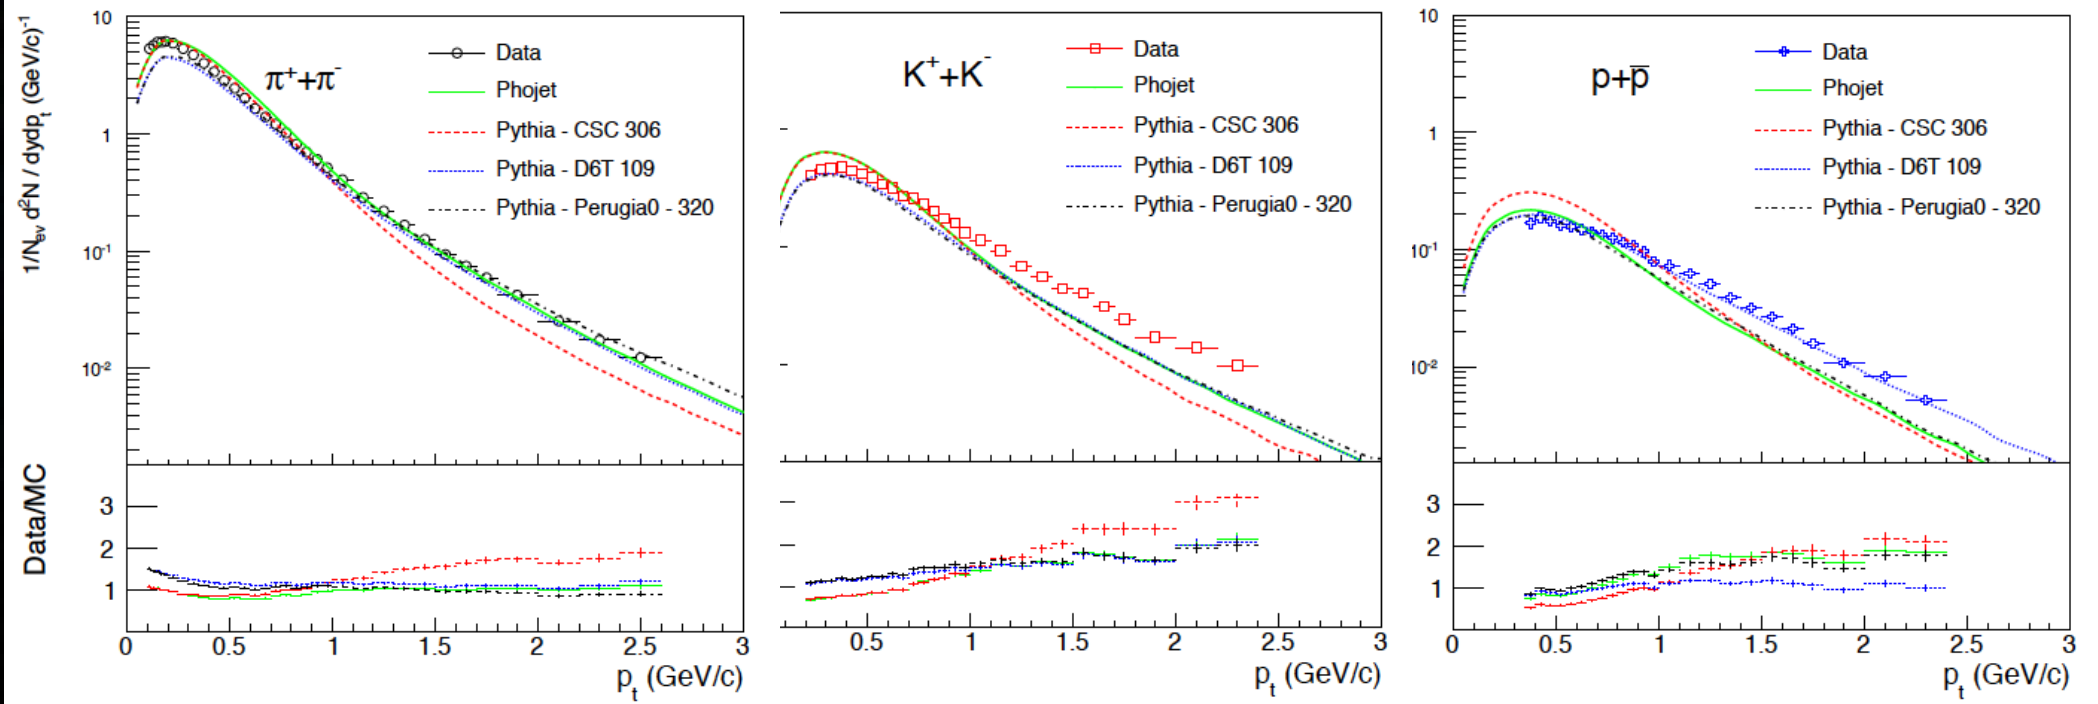 1/N_ev d²N / dydp_t (GeV/c)⁻¹
10
1
10⁻¹
10⁻²
π⁺+π⁻
Data
Phojet
Pythia - CSC 306
Pythia - D6T 109
Pythia - Perugia0 - 320
Data/MC
3
2
1
0 0.5 1 1.5 2 2.5 3
p_t (GeV/c)
K⁺+K⁻
Data
Phojet
Pythia - CSC 306
Pythia - D6T 109
Pythia - Perugia0 - 320
0.5 1 1.5 2 2.5 3
p_t (GeV/c)
10
1
10⁻¹
10⁻²
p+p̅
Data
Phojet
Pythia - CSC 306
Pythia - D6T 109
Pythia - Perugia0 - 320
3
2
1
0 0.5 1 1.5 2 2.5 3
p_t (GeV/c)